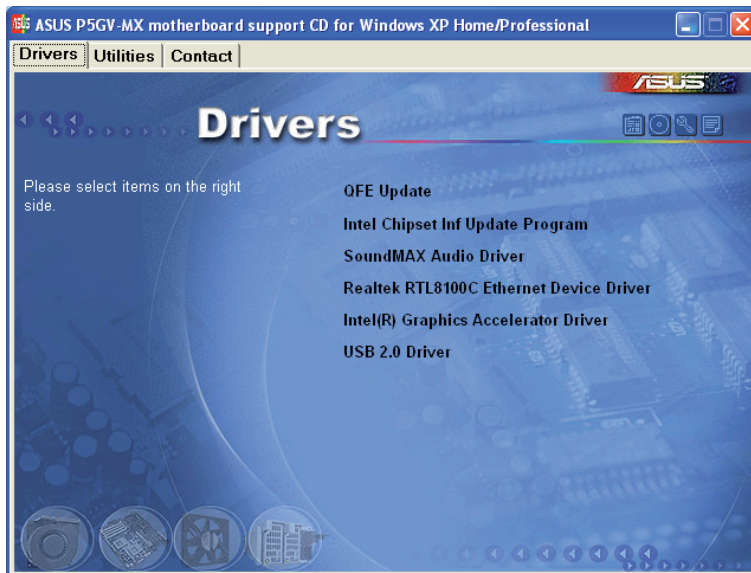 ASUS P5GV-MX motherboard support CD for Windows XP Home/Professional
Drivers Utilities Contact
ASUS
Drivers
Please select items on the right
side.
QFE Update
Intel Chipset Inf Update Program
SoundMAX Audio Driver
Realtek RTL8100C Ethernet Device Driver
Intel(R) Graphics Accelerator Driver
USB 2.0 Driver